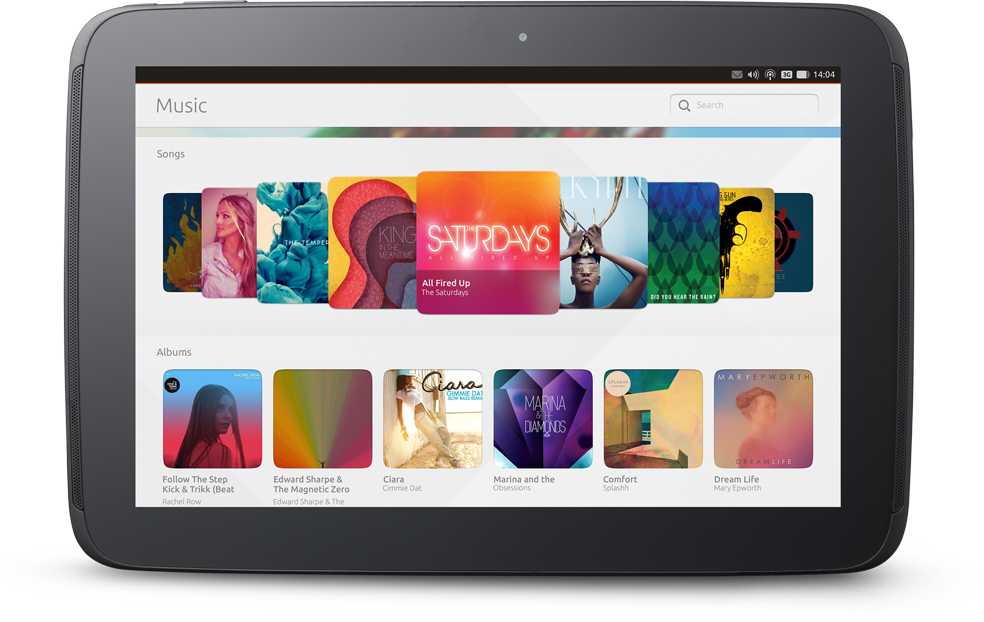 3G 14:04
Music
Search
Songs
THE TEMPER
KING
IN THE
MEANTIME
THE
SATURDAYS
ALL FIRED UP
All Fired Up
The Saturdays
KYRI
DID YOU HEAR THE RAIN?
GUN
Albums
RACHEL ROW
Ciara
GIMMIE DAT
SLOW BASS REMIX
MARINA
& THE
DIAMONDS
SPLASHH
COMFORT
MARY EPWORTH
DREAM LIFE
Follow The Step
Kick & Trikk (Beat
Rachel Row
Edward Sharpe &
The Magnetic Zero
Edward Sharpe & The
Ciara
Cimmie Dat
Marina and the
Obsessions
Comfort
Splashh
Dream Life
Mary Epworth